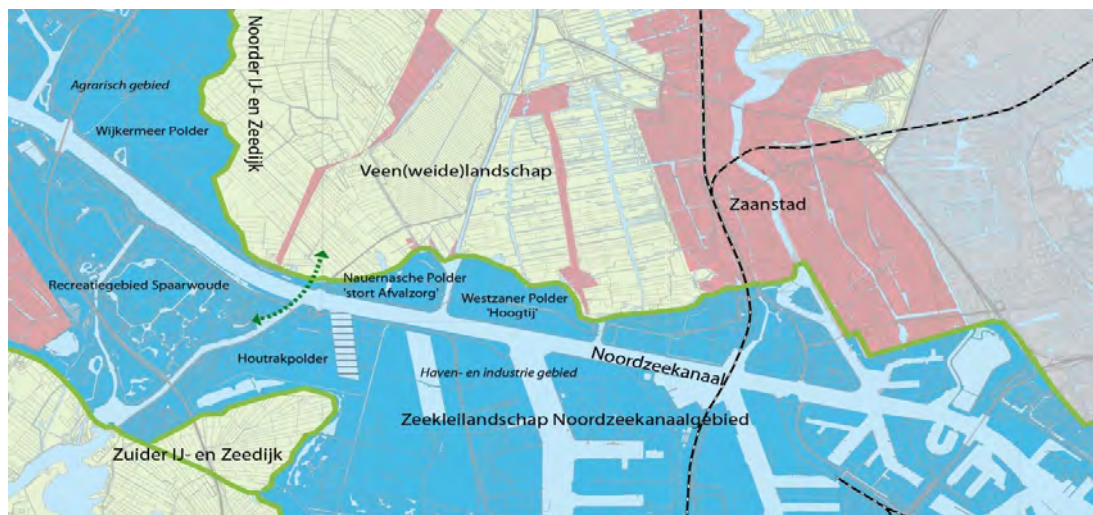 Noorder IJ- en Zeedijk
Agrarisch gebied
Wijkermeer Polder
Veen(weide)landschap
Zaanstad
Recreatiegebied Spaarwoude
Nauernasche Polder
'stort Afvalzorg'
Westzaner Polder
'Hoogtij'
Houtrakpolder
Haven- en industrie gebied
Noordzeekanaal
Zeekleilandschap Noordzeekanaalgebied
Zuider IJ- en Zeedijk